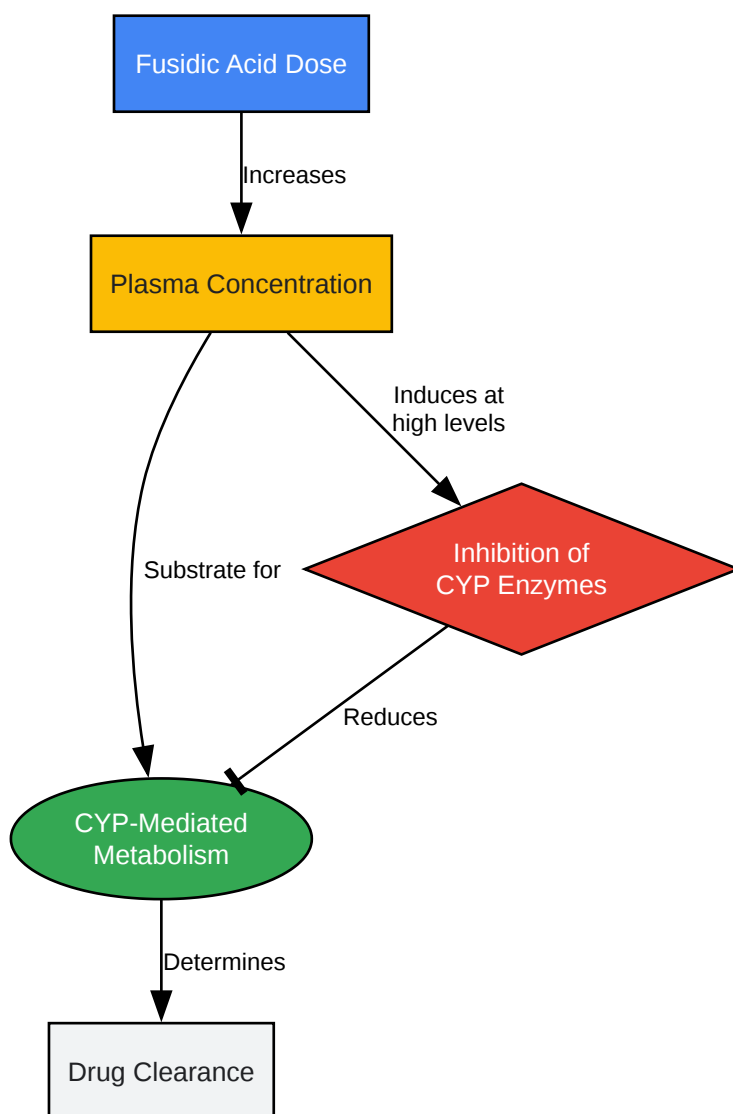 Fusidic Acid Dose
Increases
Plasma Concentration
Induces at
high levels
Inhibition of
CYP Enzymes
Substrate for
Reduces
CYP-Mediated
Metabolism
Determines
Drug Clearance